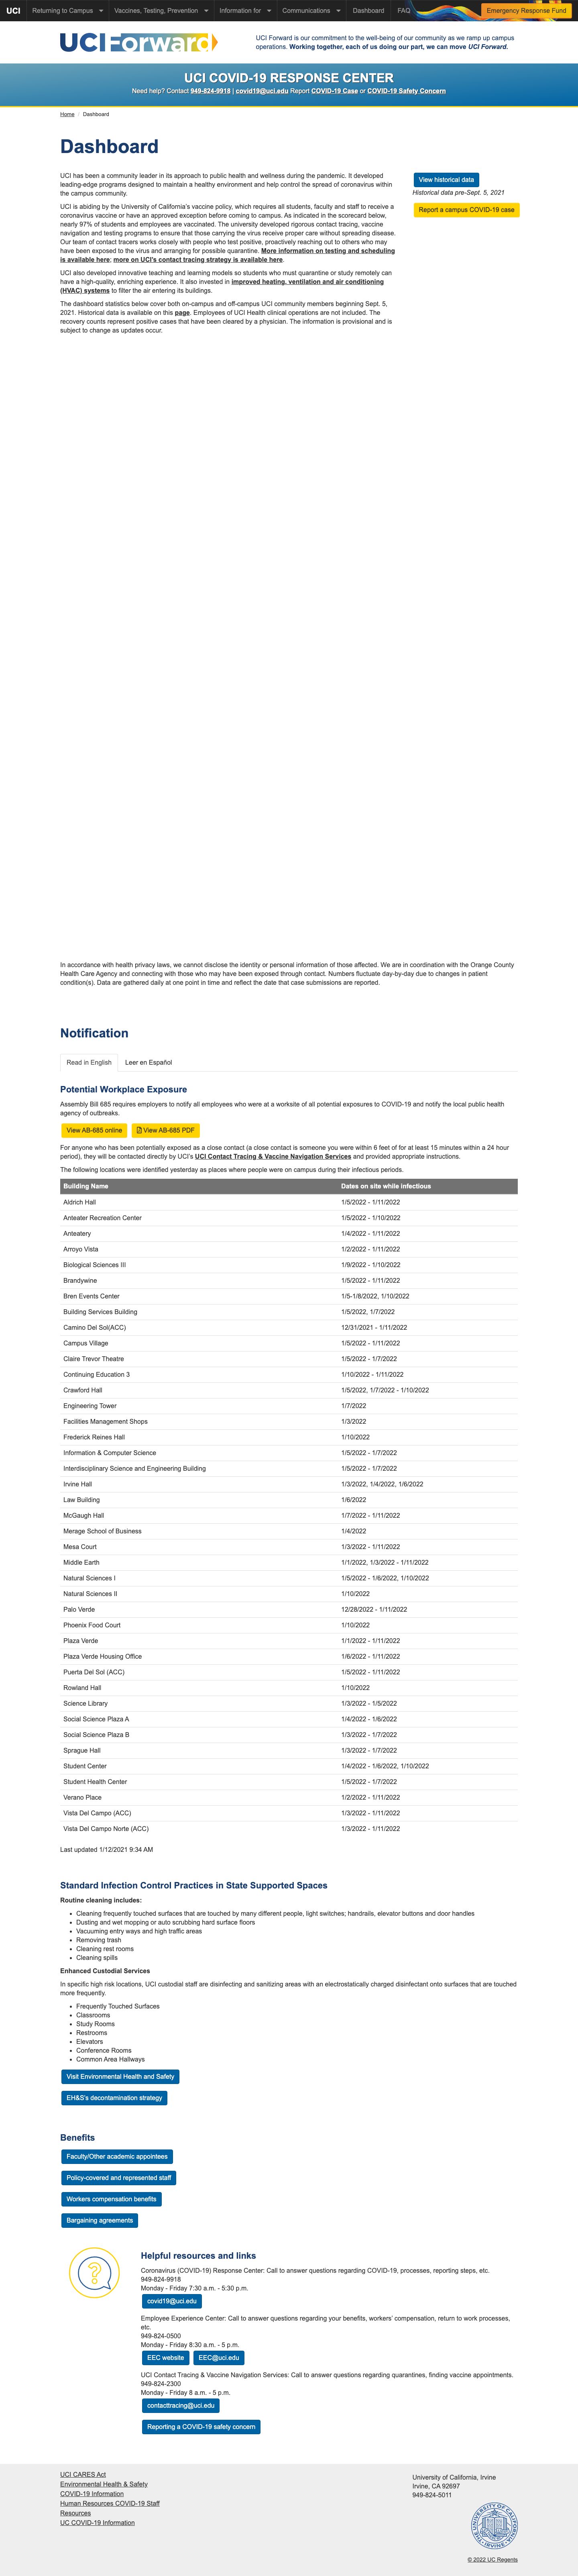 UCI Returning to Campus Vaccines, Testing, Prevention Information for Communications Dashboard FAQ Emergency Response Fund
UCI Forward
UCI Forward is our commitment to the well-being of our community as we ramp up campus
operations. Working together, each of us doing our part, we can move UCI Forward.
UCI COVID-19 RESPONSE CENTER
Need help? Contact 949-824-9918 | covid19@uci.edu Report COVID-19 Case or COVID-19 Safety Concern
Home / Dashboard
Dashboard
UCI has been a community leader in its approach to public health and wellness during the pandemic. It developed
leading-edge programs designed to maintain a healthy environment and help control the spread of coronavirus within
the campus community.
UCI is abiding by the University of California's vaccine policy, which requires all students, faculty and staff to receive a
coronavirus vaccine or have an approved exception before coming to campus. As indicated in the scorecard below,
nearly 97% of students and employees are vaccinated. The university developed rigorous contact tracing, vaccine
navigation and testing programs to ensure that those carrying the virus receive proper care without spreading disease.
Our team of contact tracers works closely with people who test positive, proactively reaching out to others who may
have been exposed to the virus and arranging for possible quarantine. More information on testing and scheduling
is available here; more on UCI's contact tracing strategy is available here.
UCI also developed innovative teaching and learning models so students who must quarantine or study remotely can
have a high-quality, enriching experience. It also invested in improved heating, ventilation and air conditioning
(HVAC) systems to filter the air entering its buildings.
The dashboard statistics below cover both on-campus and off-campus UCI community members beginning Sept. 5,
2021. Historical data is available on this page. Employees of UCI Health clinical operations are not included. The
recovery counts represent positive cases that have been cleared by a physician. The information is provisional and is
subject to change as updates occur.
View historical data
Historical data pre-Sept. 5, 2021
Report a campus COVID-19 case
In accordance with health privacy laws, we cannot disclose the identity or personal information of those affected. We are in coordination with the Orange County
Health Care Agency and connecting with those who may have been exposed through contact. Numbers fluctuate day-by-day due to changes in patient
condition(s). Data are gathered daily at one point in time and reflect the date that case submissions are reported.
Notification
Read in English Leer en Español
Potential Workplace Exposure
Assembly Bill 685 requires employers to notify all employees who were at a worksite of all potential exposures to COVID-19 and notify the local public health
agency of outbreaks.
View AB-685 online View AB-685 PDF
For anyone who has been potentially exposed as a close contact (a close contact is someone you were within 6 feet of for at least 15 minutes within a 24 hour
period), they will be contacted directly by UCI's UCI Contact Tracing & Vaccine Navigation Services and provided appropriate instructions.
The following locations were identified yesterday as places where people were on campus during their infectious periods.
Building Name Dates on site while infectious
Aldrich Hall 1/5/2022 - 1/11/2022
Anteater Recreation Center 1/5/2022 - 1/10/2022
Anteatery 1/4/2022 - 1/11/2022
Arroyo Vista 1/2/2022 - 1/11/2022
Biological Sciences III 1/9/2022 - 1/10/2022
Brandywine 1/5/2022 - 1/11/2022
Bren Events Center 1/5-1/8/2022, 1/10/2022
Building Services Building 1/5/2022, 1/7/2022
Camino Del Sol(ACC) 12/31/2021 - 1/11/2022
Campus Village 1/5/2022 - 1/11/2022
Claire Trevor Theatre 1/5/2022 - 1/7/2022
Continuing Education 3 1/10/2022 - 1/11/2022
Crawford Hall 1/5/2022, 1/7/2022 - 1/10/2022
Engineering Tower 1/7/2022
Facilities Management Shops 1/3/2022
Frederick Reines Hall 1/10/2022
Information & Computer Science 1/5/2022 - 1/7/2022
Interdisciplinary Science and Engineering Building 1/5/2022 - 1/7/2022
Irvine Hall 1/3/2022, 1/4/2022, 1/6/2022
Law Building 1/6/2022
McGaugh Hall 1/7/2022 - 1/11/2022
Merage School of Business 1/4/2022
Mesa Court 1/3/2022 - 1/11/2022
Middle Earth 1/1/2022, 1/3/2022 - 1/11/2022
Natural Sciences I 1/5/2022 - 1/6/2022, 1/10/2022
Natural Sciences II 1/10/2022
Palo Verde 12/28/2022 - 1/11/2022
Phoenix Food Court 1/10/2022
Plaza Verde 1/1/2022 - 1/11/2022
Plaza Verde Housing Office 1/6/2022 - 1/11/2022
Puerta Del Sol (ACC) 1/5/2022 - 1/11/2022
Rowland Hall 1/10/2022
Science Library 1/3/2022 - 1/5/2022
Social Science Plaza A 1/4/2022 - 1/6/2022
Social Science Plaza B 1/3/2022 - 1/7/2022
Sprague Hall 1/3/2022 - 1/7/2022
Student Center 1/4/2022 - 1/6/2022, 1/10/2022
Student Health Center 1/5/2022 - 1/7/2022
Verano Place 1/2/2022 - 1/11/2022
Vista Del Campo (ACC) 1/3/2022 - 1/11/2022
Vista Del Campo Norte (ACC) 1/3/2022 - 1/11/2022
Last updated 1/12/2021 9:34 AM
Standard Infection Control Practices in State Supported Spaces
Routine cleaning includes:
Cleaning frequently touched surfaces that are touched by many different people, light switches; handrails, elevator buttons and door handles
Dusting and wet mopping or auto scrubbing hard surface floors
Vacuuming entry ways and high traffic areas
Removing trash
Cleaning rest rooms
Cleaning spills
Enhanced Custodial Services
In specific high risk locations, UCI custodial staff are disinfecting and sanitizing areas with an electrostatically charged disinfectant onto surfaces that are touched
more frequently.
Frequently Touched Surfaces
Classrooms
Study Rooms
Restrooms
Elevators
Conference Rooms
Common Area Hallways
Visit Environmental Health and Safety
EH&S's decontamination strategy
Benefits
Faculty/Other academic appointees
Policy-covered and represented staff
Workers compensation benefits
Bargaining agreements
Helpful resources and links
Coronavirus (COVID-19) Response Center: Call to answer questions regarding COVID-19, processes, reporting steps, etc.
949-824-9918
Monday - Friday 7:30 a.m. - 5:30 p.m.
covid19@uci.edu
Employee Experience Center: Call to answer questions regarding your benefits, workers' compensation, return to work processes,
etc.
949-824-0500
Monday - Friday 8:30 a.m. - 5 p.m.
EEC website EEC@uci.edu
UCI Contact Tracing & Vaccine Navigation Services: Call to answer questions regarding quarantines, finding vaccine appointments.
949-824-2300
Monday - Friday 8 a.m. - 5 p.m.
contacttracing@uci.edu
Reporting a COVID-19 safety concern
UCI CARES Act
Environmental Health & Safety
COVID-19 Information
Human Resources COVID-19 Staff
Resources
UC COVID-19 Information
University of California, Irvine
Irvine, CA 92697
949-824-5011
UNIVERSITY OF CALIFORNIA
IRVINE
© 2022 UC Regents